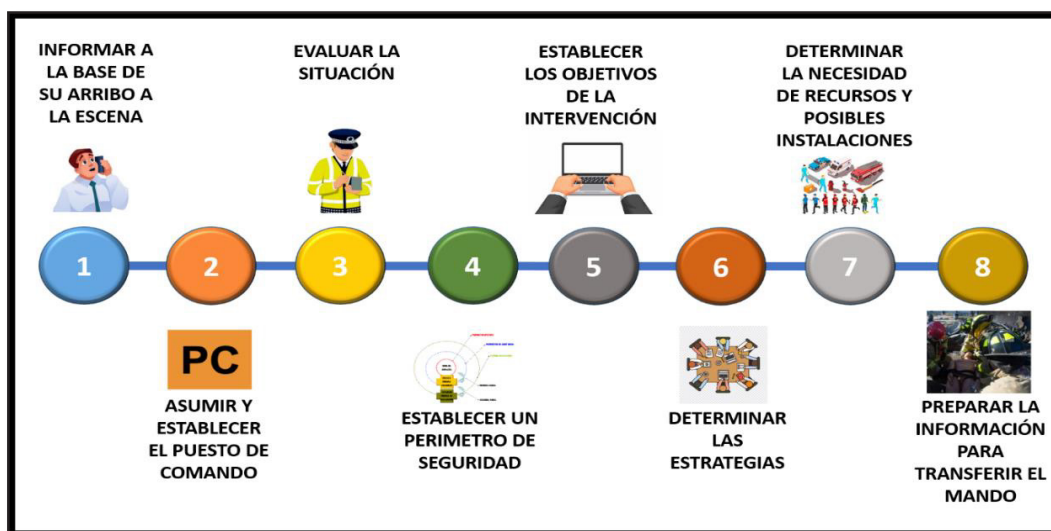 INFORMAR A
LA BASE DE
SU ARRIBO A
LA ESCENA
EVALUAR LA
SITUACIÓN
ESTABLECER
LOS OBJETIVOS
DE LA
INTERVENCIÓN
DETERMINAR
LA NECESIDAD
DE RECURSOS Y
POSIBLES
INSTALACIONES
1
2
3
4
5
6
7
8
PC
ASUMIR Y
ESTABLECER
EL PUESTO DE
COMANDO
ESTABLECER UN
PERIMETRO DE
SEGURIDAD
DETERMINAR
LAS
ESTRATEGIAS
PREPARAR LA
INFORMACIÓN
PARA
TRANSFERIR EL
MANDO